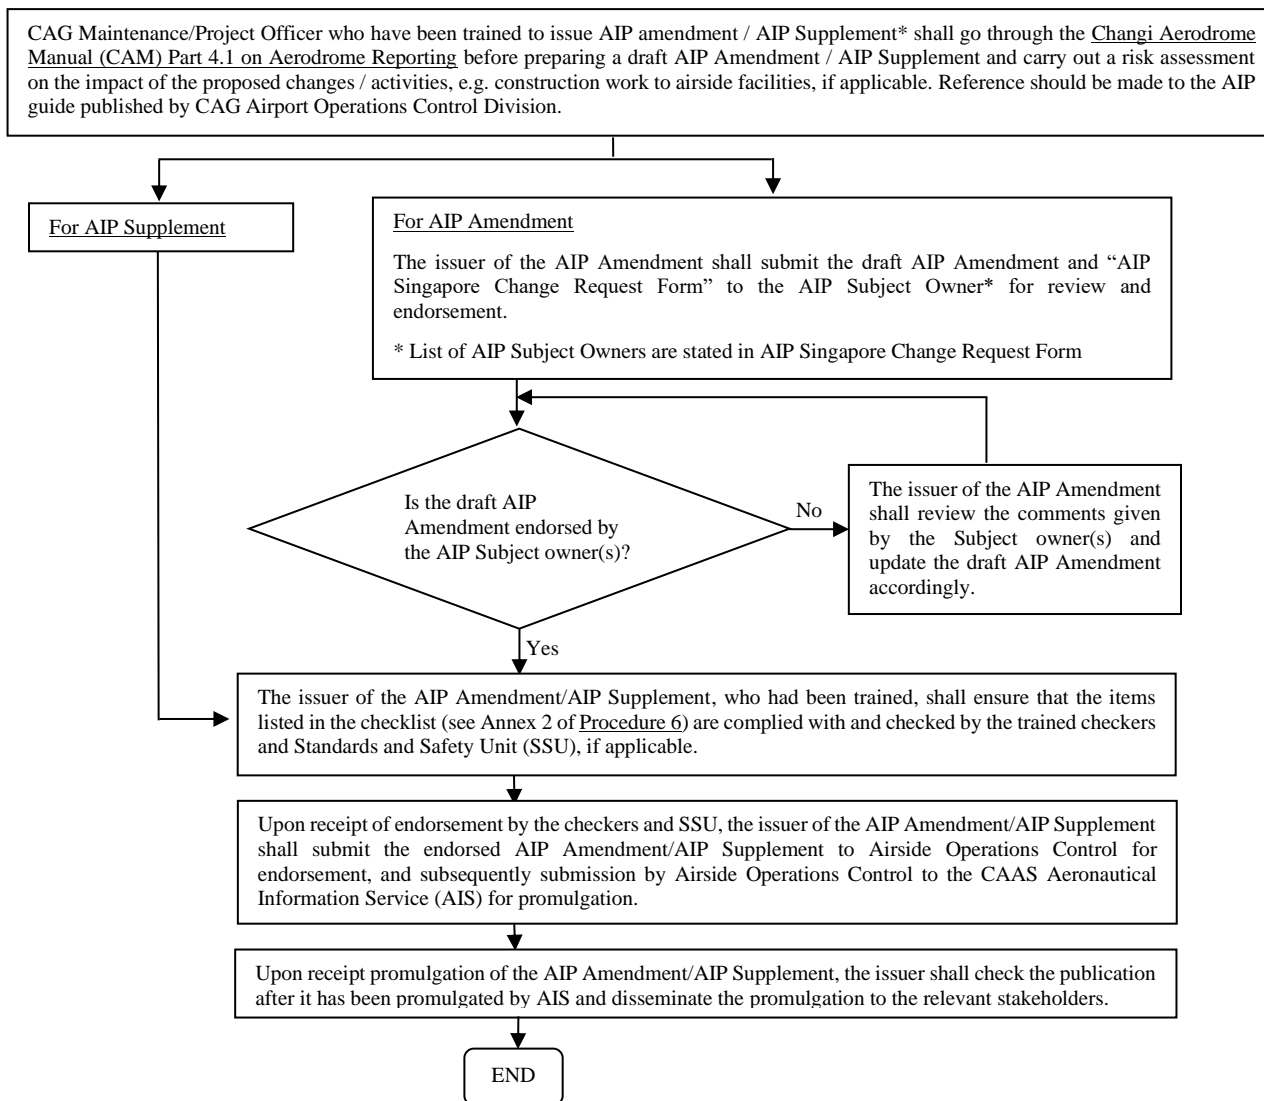 CAG Maintenance/Project Officer who have been trained to issue AIP amendment / AIP Supplement* shall go through the Changi Aerodrome
Manual (CAM) Part 4.1 on Aerodrome Reporting before preparing a draft AIP Amendment / AIP Supplement and carry out a risk assessment
on the impact of the proposed changes / activities, e.g. construction work to airside facilities, if applicable. Reference should be made to the AIP
guide published by CAG Airport Operations Control Division.
For AIP Supplement
For AIP Amendment
The issuer of the AIP Amendment shall submit the draft AIP Amendment and “AIP
Singapore Change Request Form” to the AIP Subject Owner* for review and
endorsement.
* List of AIP Subject Owners are stated in AIP Singapore Change Request Form
Is the draft AIP
Amendment endorsed by
the AIP Subject owner(s)?
No
The issuer of the AIP Amendment
shall review the comments given
by the Subject owner(s) and
update the draft AIP Amendment
accordingly.
Yes
The issuer of the AIP Amendment/AIP Supplement, who had been trained, shall ensure that the items
listed in the checklist (see Annex 2 of Procedure 6) are complied with and checked by the trained checkers
and Standards and Safety Unit (SSU), if applicable.
Upon receipt of endorsement by the checkers and SSU, the issuer of the AIP Amendment/AIP Supplement
shall submit the endorsed AIP Amendment/AIP Supplement to Airside Operations Control for
endorsement, and subsequently submission by Airside Operations Control to the CAAS Aeronautical
Information Service (AIS) for promulgation.
Upon receipt promulgation of the AIP Amendment/AIP Supplement, the issuer shall check the publication
after it has been promulgated by AIS and disseminate the promulgation to the relevant stakeholders.
END